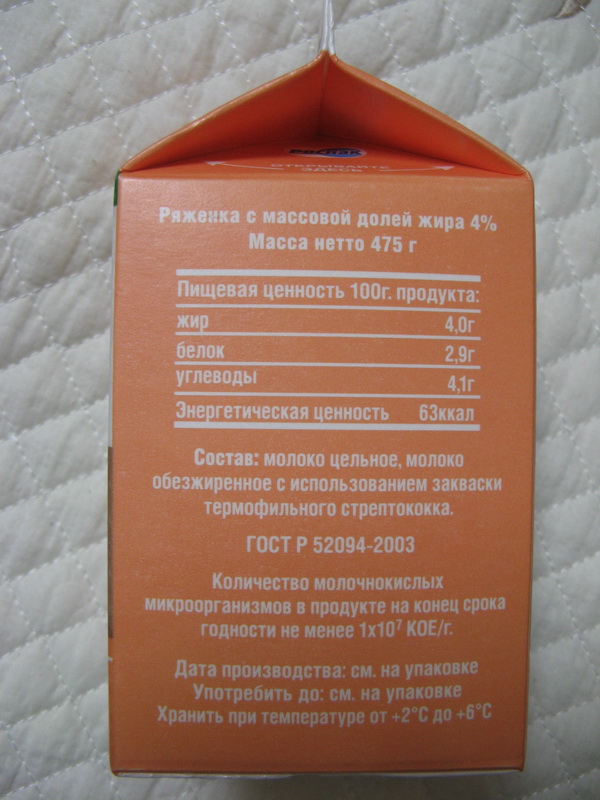 Роспак
ОТКРЫВАЙТЕ
ЗДЕСЬ
Ряженка с массовой долей жира 4%
Масса нетто 475 г
Пищевая ценность 100г. продукта:
жир 4,0г
белок 2,9г
углеводы 4,1г
Энергетическая ценность 63ккал
Состав: молоко цельное, молоко
обезжиренное с использованием закваски
термофильного стрептококка.
ГОСТ Р 52094-2003
Количество молочнокислых
микроорганизмов в продукте на конец срока
годности не менее 1х10⁷ КОЕ/г.
Дата производства: см. на упаковке
Употребить до: см. на упаковке
Хранить при температуре от +2°С до +6°С